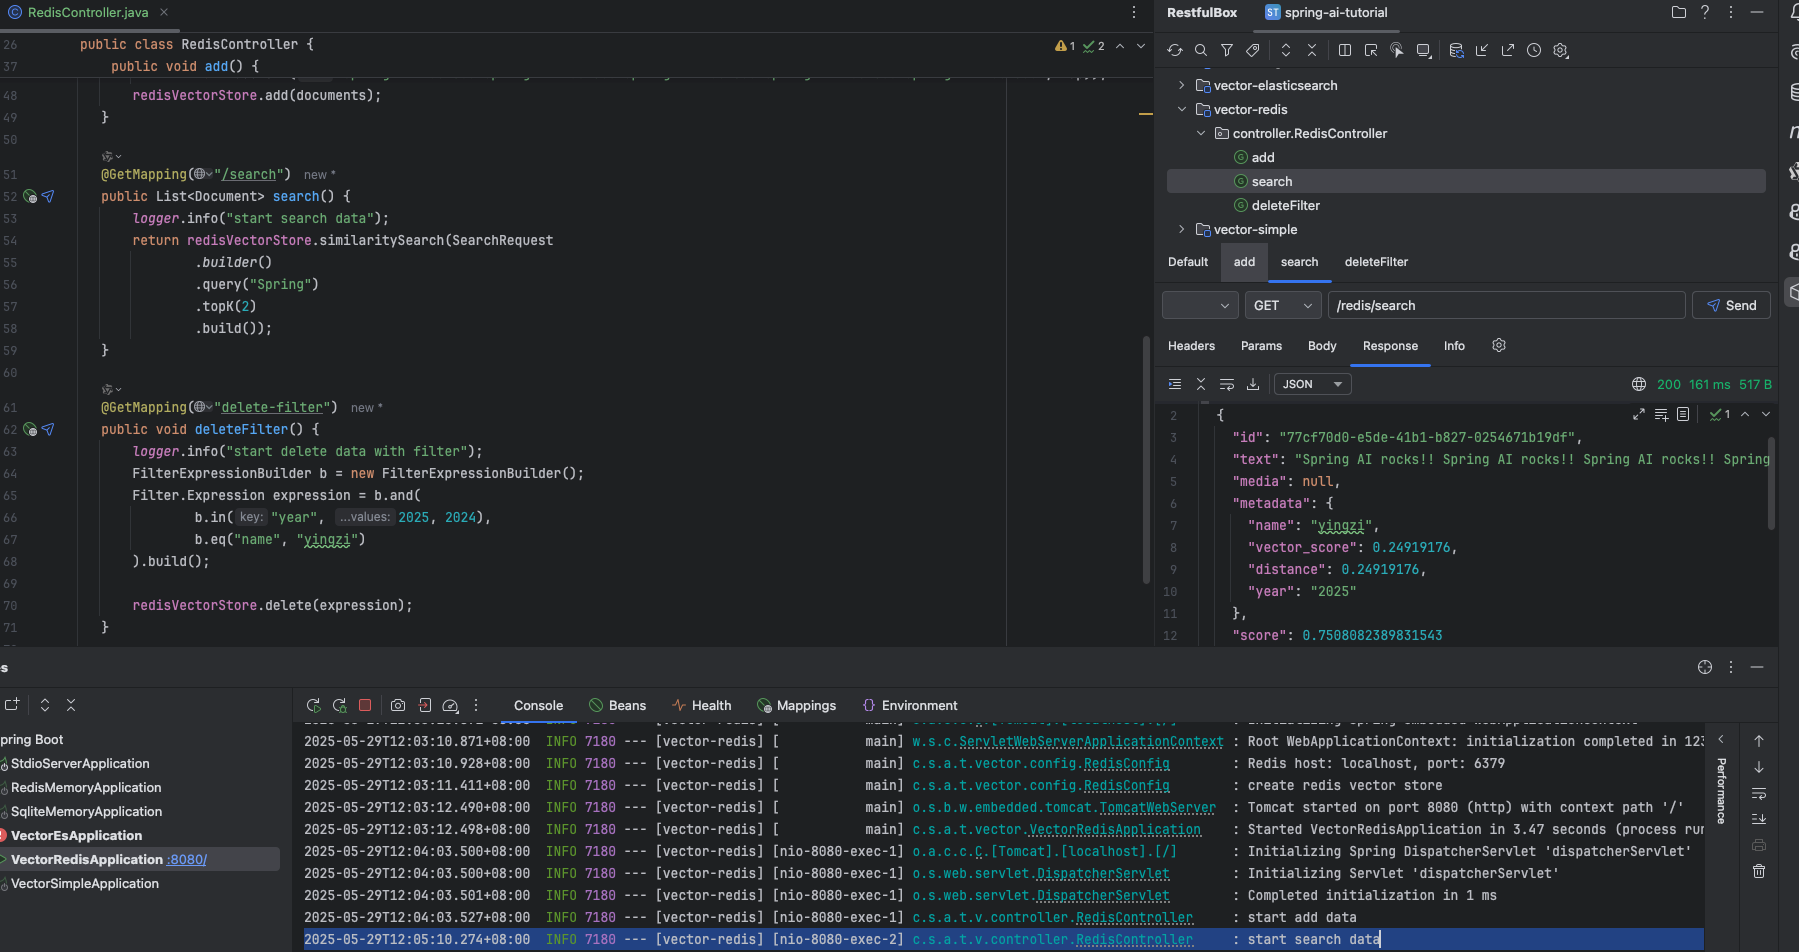 RedisController.java
26 public class RedisController {
37 public void add() {
1 2
48 redisVectorStore.add(documents);
49 }
50
51 @GetMapping("/search") new *
52 public List<Document> search() {
53 logger.info("start search data");
54 return redisVectorStore.similaritySearch(SearchRequest
55 .builder()
56 .query("Spring")
57 .topK(2)
58 .build());
59 }
60
61 @GetMapping("delete-filter") new *
62 public void deleteFilter() {
63 logger.info("start delete data with filter");
64 FilterExpressionBuilder b = new FilterExpressionBuilder();
65 Filter.Expression expression = b.and(
66 b.in( key: "year", ...values: 2025, 2024),
67 b.eq("name", "yingzi")
68 ).build();
69
70 redisVectorStore.delete(expression);
71 }
RestfulBox
ST spring-ai-tutorial
vector-elasticsearch
vector-redis
controller.RedisController
G add
G search
G deleteFilter
vector-simple
Default add search deleteFilter
GET /redis/search Send
Headers Params Body Response Info
JSON 200 161 ms 517 B
1
2 {
3 "id": "77cf70d0-e5de-41b1-b827-0254671b19df",
4 "text": "Spring AI rocks!! Spring AI rocks!! Spring AI rocks!! Spring
5 "media": null,
6 "metadata": {
7 "name": "yingzi",
8 "vector_score": 0.24919176,
9 "distance": 0.24919176,
10 "year": "2025"
11 },
12 "score": 0.7508082389831543
es
pring Boot
StdioServerApplication
RedisMemoryApplication
SqliteMemoryApplication
VectorEsApplication
VectorRedisApplication :8080/
VectorSimpleApplication
Console Beans Health Mappings Environment
2025-05-29T12:03:10.871+08:00 INFO 7180 --- [vector-redis] [ main] w.s.c.ServletWebServerApplicationContext : Root WebApplicationContext: initialization completed in 123
2025-05-29T12:03:10.928+08:00 INFO 7180 --- [vector-redis] [ main] c.s.a.t.vector.config.RedisConfig : Redis host: localhost, port: 6379
2025-05-29T12:03:11.411+08:00 INFO 7180 --- [vector-redis] [ main] c.s.a.t.vector.config.RedisConfig : create redis vector store
2025-05-29T12:03:12.490+08:00 INFO 7180 --- [vector-redis] [ main] o.s.b.w.embedded.tomcat.TomcatWebServer : Tomcat started on port 8080 (http) with context path '/'
2025-05-29T12:03:12.498+08:00 INFO 7180 --- [vector-redis] [ main] c.s.a.t.vector.VectorRedisApplication : Started VectorRedisApplication in 3.47 seconds (process run
2025-05-29T12:04:03.500+08:00 INFO 7180 --- [vector-redis] [nio-8080-exec-1] o.a.c.c.C.[Tomcat].[localhost].[/] : Initializing Spring DispatcherServlet 'dispatcherServlet'
2025-05-29T12:04:03.500+08:00 INFO 7180 --- [vector-redis] [nio-8080-exec-1] o.s.web.servlet.DispatcherServlet : Initializing Servlet 'dispatcherServlet'
2025-05-29T12:04:03.501+08:00 INFO 7180 --- [vector-redis] [nio-8080-exec-1] o.s.web.servlet.DispatcherServlet : Completed initialization in 1 ms
2025-05-29T12:04:03.527+08:00 INFO 7180 --- [vector-redis] [nio-8080-exec-1] c.s.a.t.v.controller.RedisController : start add data
2025-05-29T12:05:10.274+08:00 INFO 7180 --- [vector-redis] [nio-8080-exec-2] c.s.a.t.v.controller.RedisController : start search data
Performance